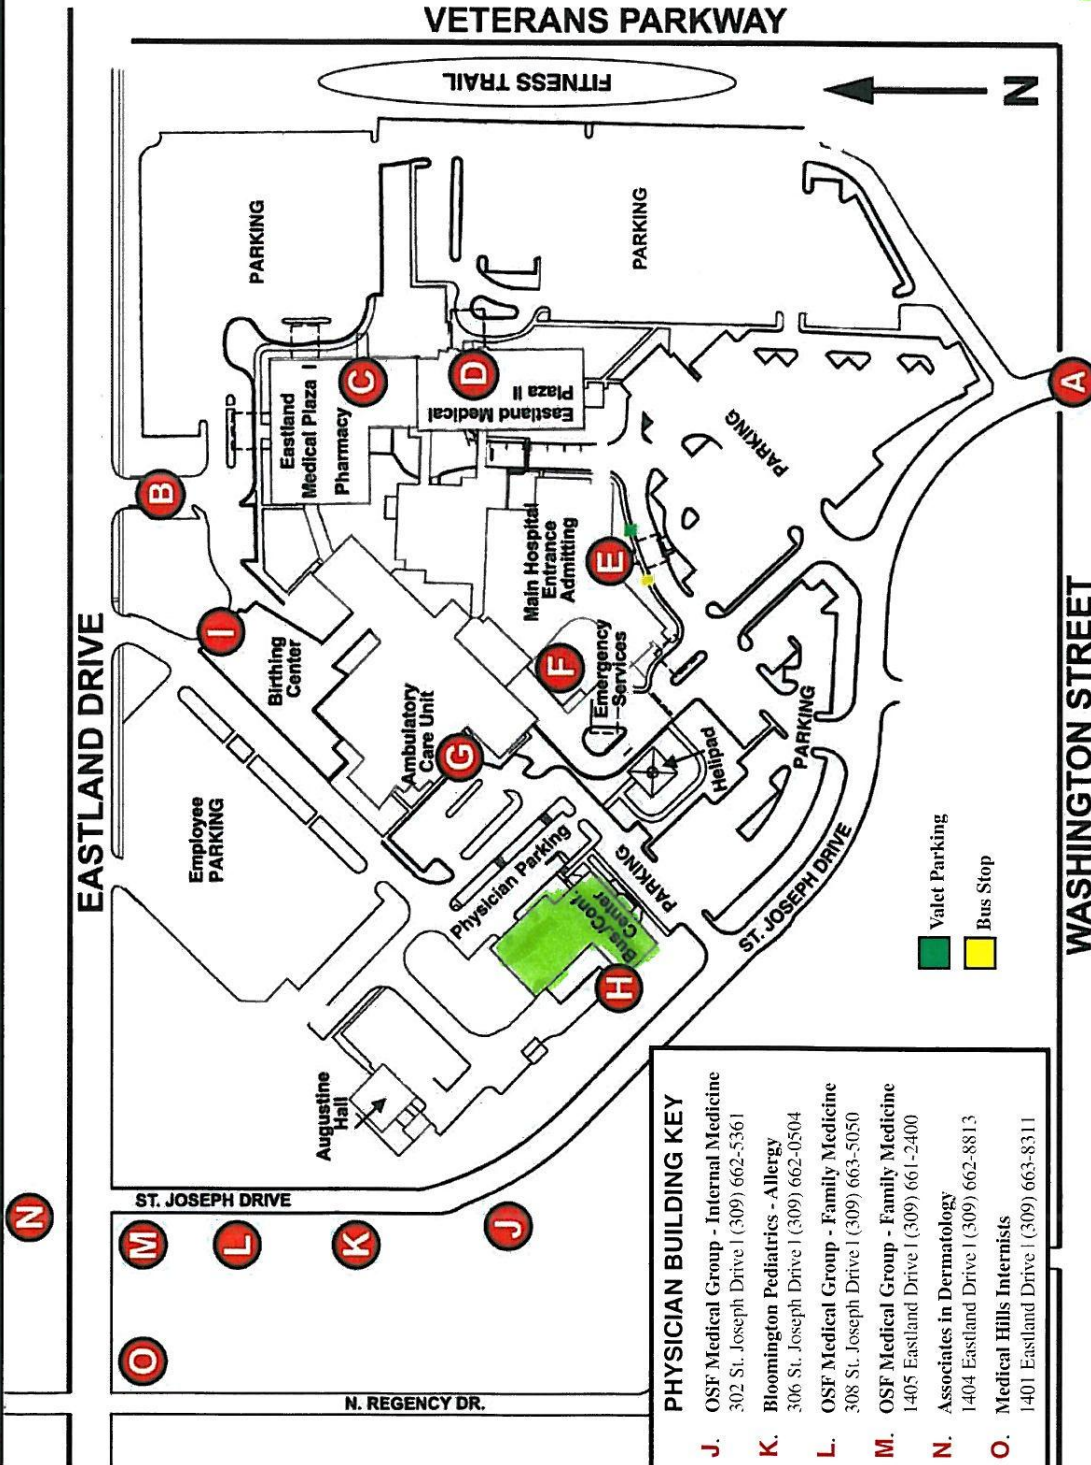 VETERANS PARKWAY
FITNESS TRAIL
N
PARKING
PARKING
A
B
C
D
Eastland
Medical Plaza I
Pharmacy
Eastland Medical
Plaza II
PARKING
EASTLAND DRIVE
I
Birthing
Center
Main Hospital
Entrance
Admitting
E
F
Emergency
Services
Ambulatory
Care Unit
G
Helipad
PARKING
WASHINGTON STREET
Employee
PARKING
Physician Parking
PARKING
Bus./Conf.
Center
H
ST. JOSEPH DRIVE
Valet Parking
Bus Stop
Augustine
Hall
ST. JOSEPH DRIVE
N
M
L
K
J
O
N. REGENCY DR.
PHYSICIAN BUILDING KEY
J. OSF Medical Group - Internal Medicine
302 St. Joseph Drive | (309) 662-5361
K. Bloomington Pediatrics - Allergy
306 St. Joseph Drive | (309) 662-0504
L. OSF Medical Group - Family Medicine
308 St. Joseph Drive | (309) 663-5050
M. OSF Medical Group - Family Medicine
1405 Eastland Drive | (309) 661-2400
N. Associates in Dermatology
1404 Eastland Drive | (309) 662-8813
O. Medical Hills Internists
1401 Eastland Drive | (309) 663-8311